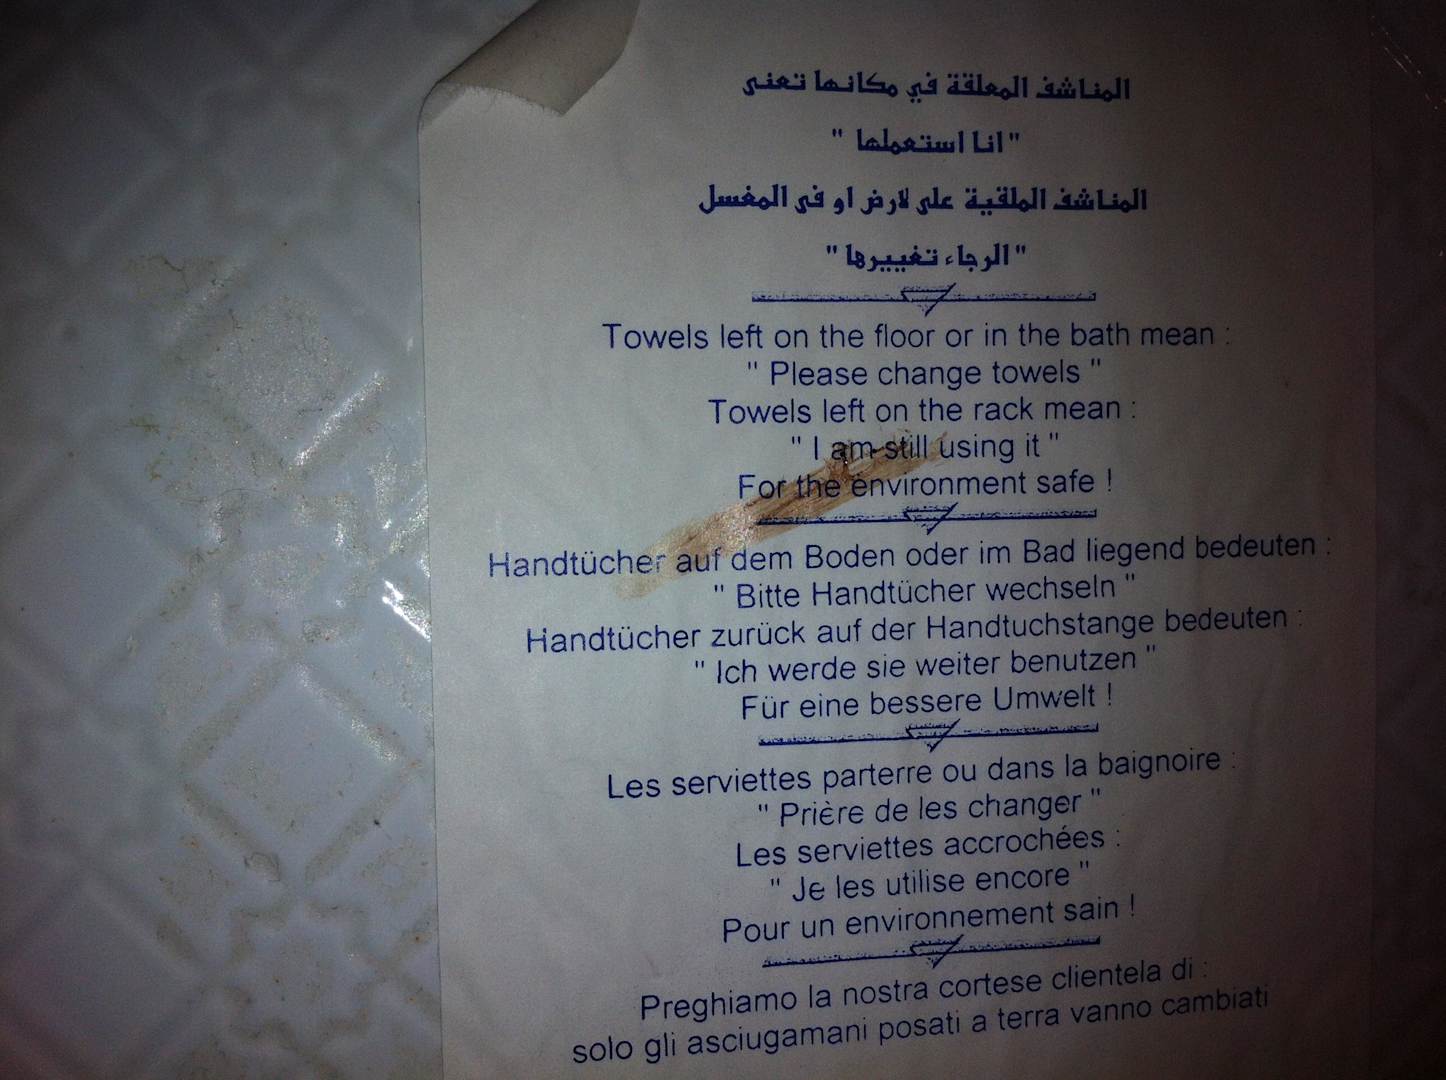 المناشف المعلقة في مكانها تعنى
" انا استعملها "
المناشف الملقية على لارض او فى المغسل
" الرجاء تغييرها "
Towels left on the floor or in the bath mean :
" Please change towels "
Towels left on the rack mean :
" I am still using it "
For the environment safe !
Handtücher auf dem Boden oder im Bad liegend bedeuten :
" Bitte Handtücher wechseln "
Handtücher zurück auf der Handtuchstange bedeuten :
" Ich werde sie weiter benutzen "
Für eine bessere Umwelt !
Les serviettes parterre ou dans la baignoire :
" Prière de les changer "
Les serviettes accrochées :
" Je les utilise encore "
Pour un environnement sain !
Preghiamo la nostra cortese clientela di :
solo gli asciugamani posati a terra vanno cambiati